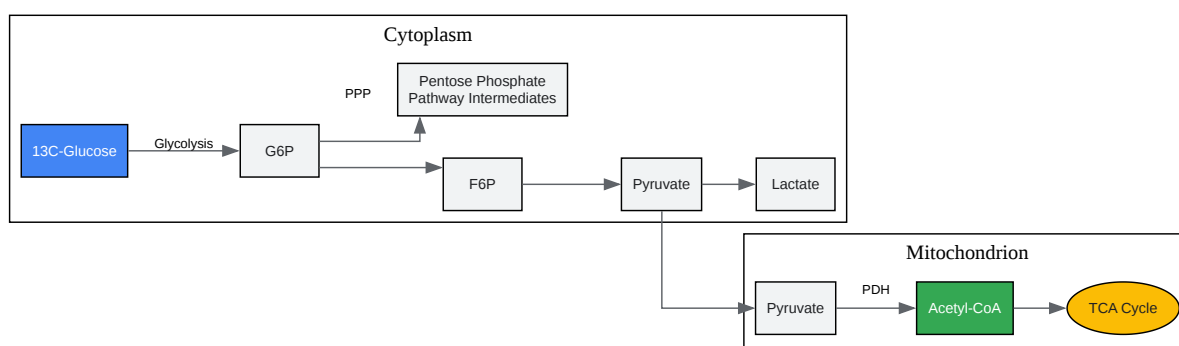 Cytoplasm
Pentose Phosphate
Pathway Intermediates
PPP
13C-Glucose
Glycolysis
G6P
F6P
Pyruvate
Lactate
Mitochondrion
Pyruvate
PDH
Acetyl-CoA
TCA Cycle